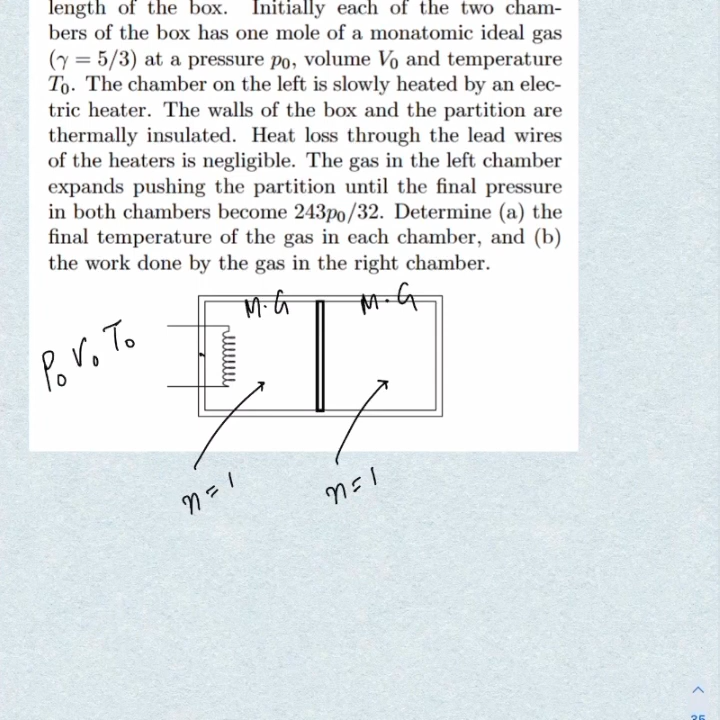 length of the box. Initially each of the two cham-
bers of the box has one mole of a monatomic ideal gas
(γ = 5/3) at a pressure p₀, volume V₀ and temperature
T₀. The chamber on the left is slowly heated by an elec-
tric heater. The walls of the box and the partition are
thermally insulated. Heat loss through the lead wires
of the heaters is negligible. The gas in the left chamber
expands pushing the partition until the final pressure
in both chambers become 243p₀/32. Determine (a) the
final temperature of the gas in each chamber, and (b)
the work done by the gas in the right chamber.
M.G M.G
P₀ V₀ T₀
n=1 n=1